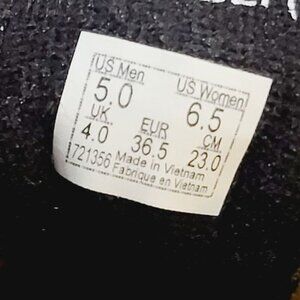 US Men US Women
5.0 6.5
UK EUR CM
4.0 36.5 23.0
721356 Made in Vietnam
Fabrique en Vietnam